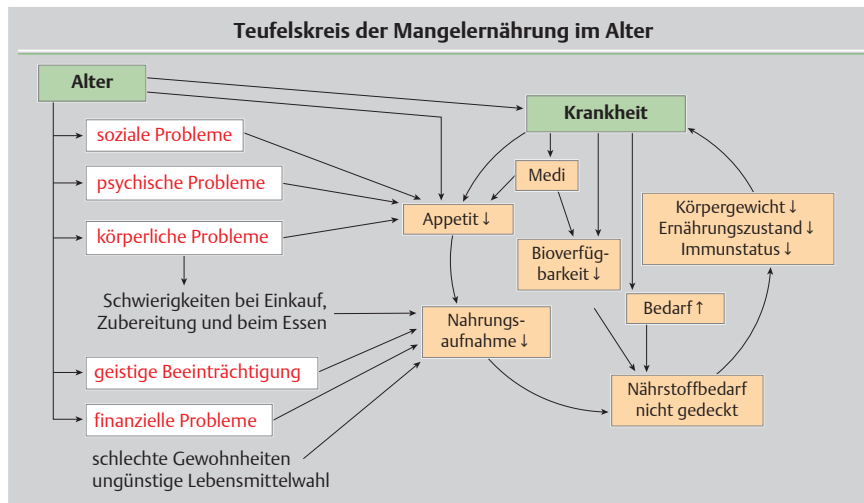 Teufelskreis der Mangelernährung im Alter
Alter
Krankheit
soziale Probleme
psychische Probleme
körperliche Probleme
Schwierigkeiten bei Einkauf,
Zubereitung und beim Essen
geistige Beeinträchtigung
finanzielle Probleme
schlechte Gewohnheiten
ungünstige Lebensmittelwahl
Medi
Appetit ↓
Bioverfüg-
barkeit ↓
Nahrungs-
aufnahme ↓
Bedarf ↑
Körpergewicht ↓
Ernährungszustand ↓
Immunstatus ↓
Nährstoffbedarf
nicht gedeckt